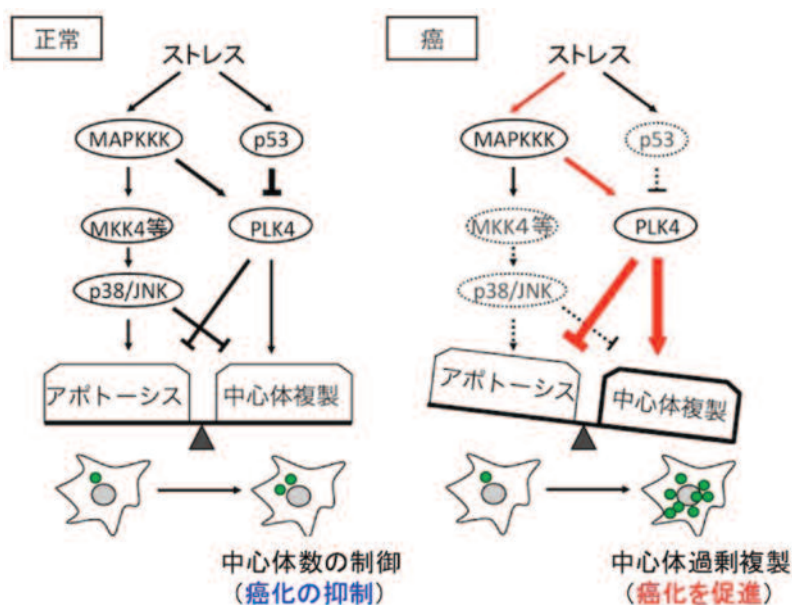 正常
ストレス
MAPKKK
p53
MKK4等
PLK4
p38/JNK
アポトーシス
中心体複製
中心体数の制御
(癌化の抑制)
癌
ストレス
MAPKKK
p53
MKK4等
PLK4
p38/JNK
アポトーシス
中心体複製
中心体過剰複製
(癌化を促進)